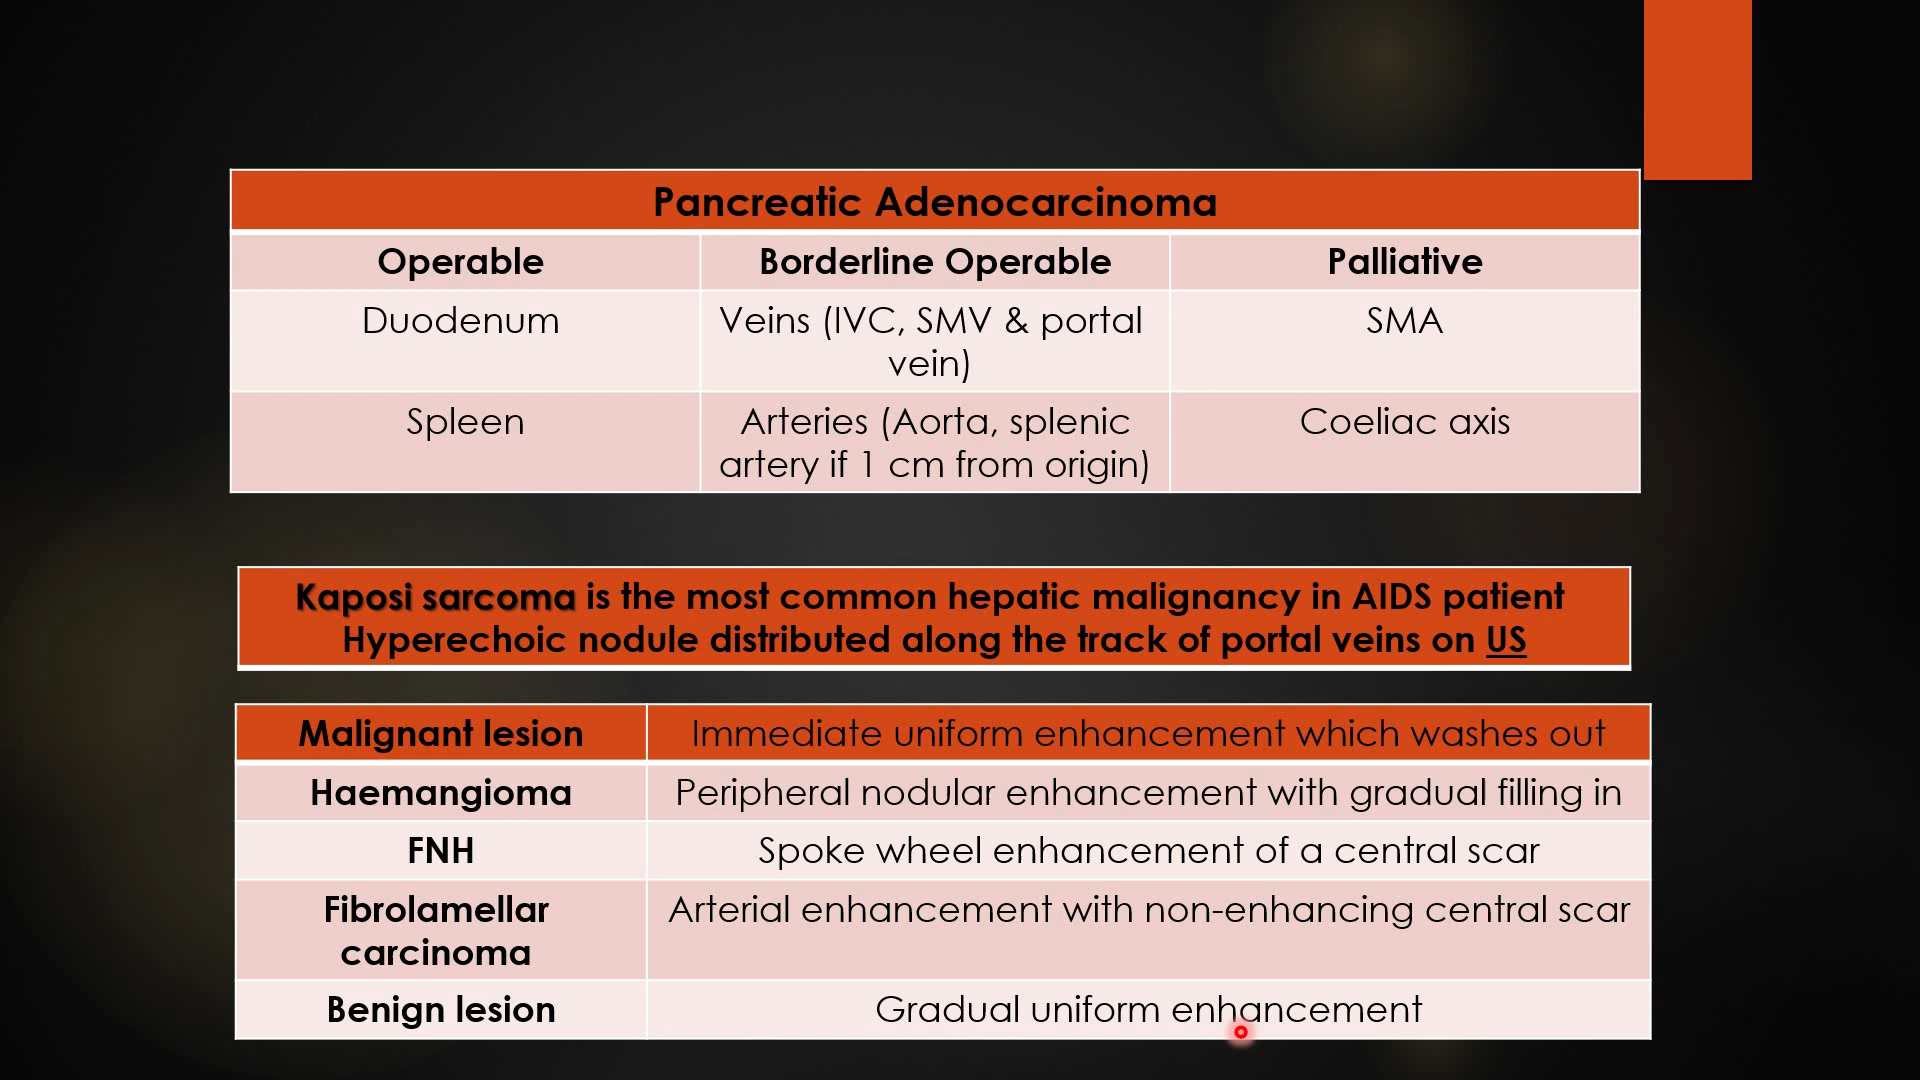 Pancreatic Adenocarcinoma
Operable
Borderline Operable
Palliative
Duodenum
Veins (IVC, SMV & portal
vein)
SMA
Spleen
Arteries (Aorta, splenic
artery if 1 cm from origin)
Coeliac axis
Kaposi sarcoma is the most common hepatic malignancy in AIDS patient
Hyperechoic nodule distributed along the track of portal veins on US
Malignant lesion
Immediate uniform enhancement which washes out
Haemangioma
Peripheral nodular enhancement with gradual filling in
FNH
Spoke wheel enhancement of a central scar
Fibrolamellar
carcinoma
Arterial enhancement with non-enhancing central scar
Benign lesion
Gradual uniform enhancement